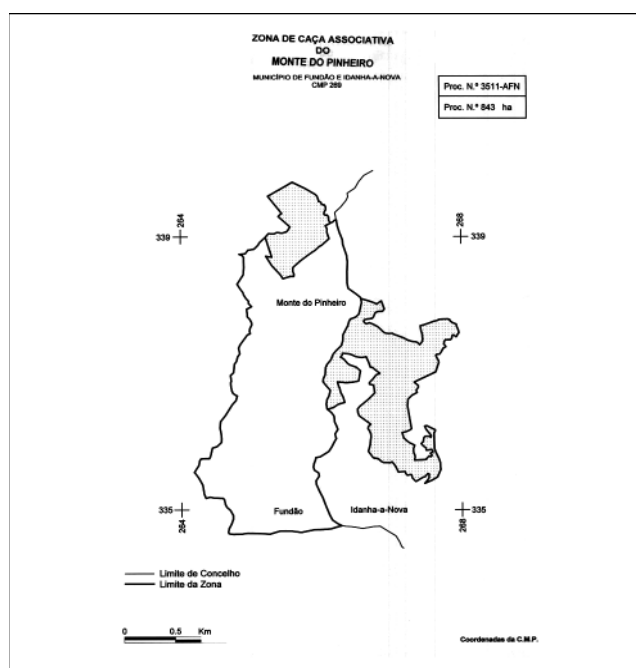 ZONA DE CAÇA ASSOCIATIVA
DO
MONTE DO PINHEIRO
MUNICÍPIO DE FUNDÃO E IDANHA-A-NOVA
CMP 269
Proc. N.º 3511-AFN
Proc. N.º 843 ha
264
339
268
339
Monte do Pinheiro
335
264
Fundão
Idanha-a-Nova
335
268
Limite de Concelho
Limite da Zona
0 0.5 Km
Coordenadas da C.M.P.